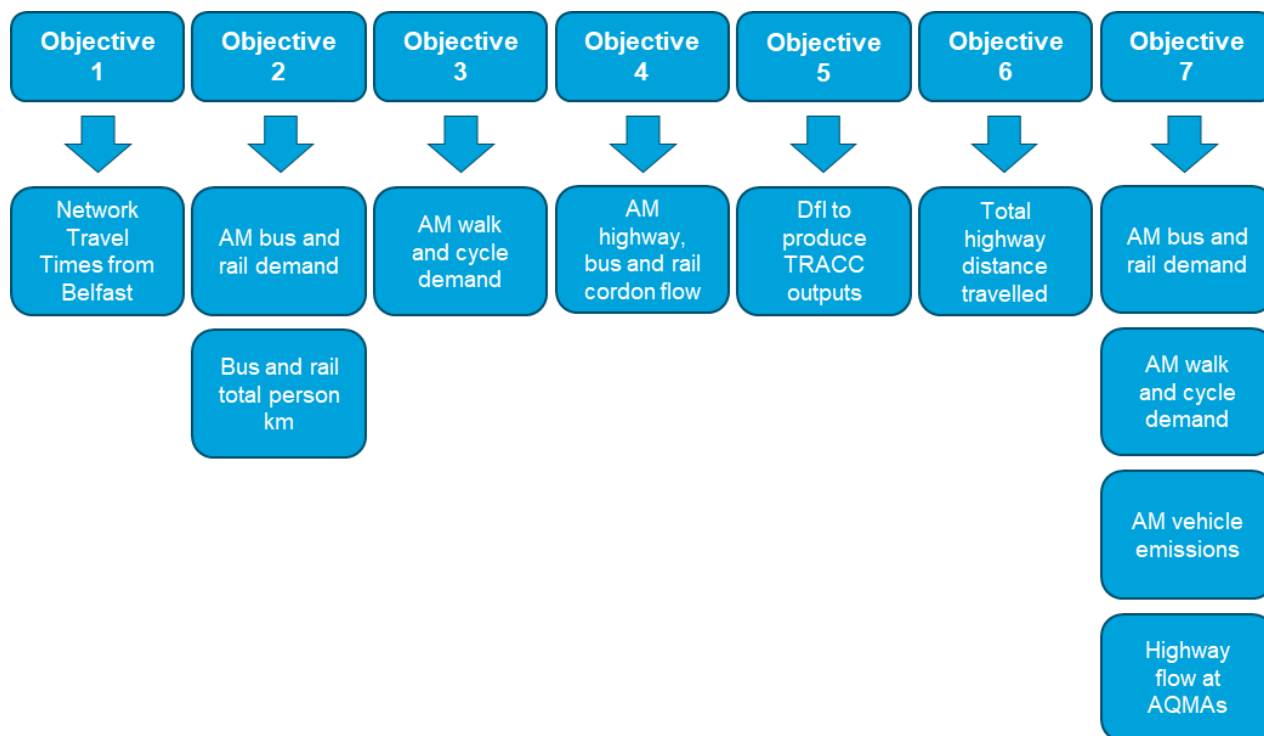 Objective
1
Objective
2
Objective
3
Objective
4
Objective
5
Objective
6
Objective
7
Network
Travel
Times from
Belfast
AM bus and
rail demand
AM walk
and cycle
demand
AM
highway,
bus and rail
cordon flow
DfI to
produce
TRACC
outputs
Total
highway
distance
travelled
AM bus and
rail demand
Bus and rail
total person
km
AM walk
and cycle
demand
AM vehicle
emissions
Highway
flow at
AQMAs